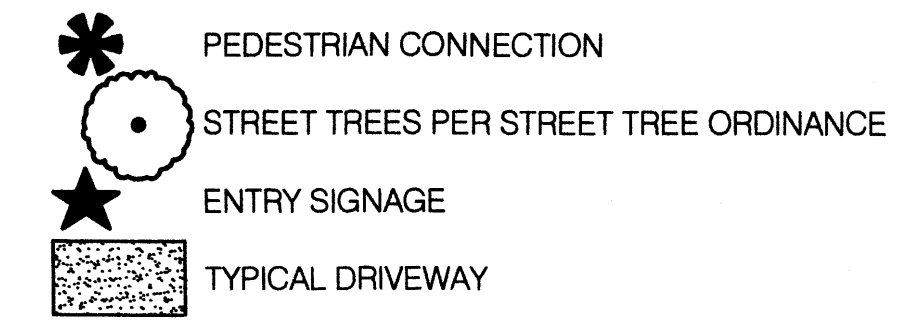 PEDESTRIAN CONNECTION
STREET TREES PER STREET TREE ORDINANCE
ENTRY SIGNAGE
TYPICAL DRIVEWAY